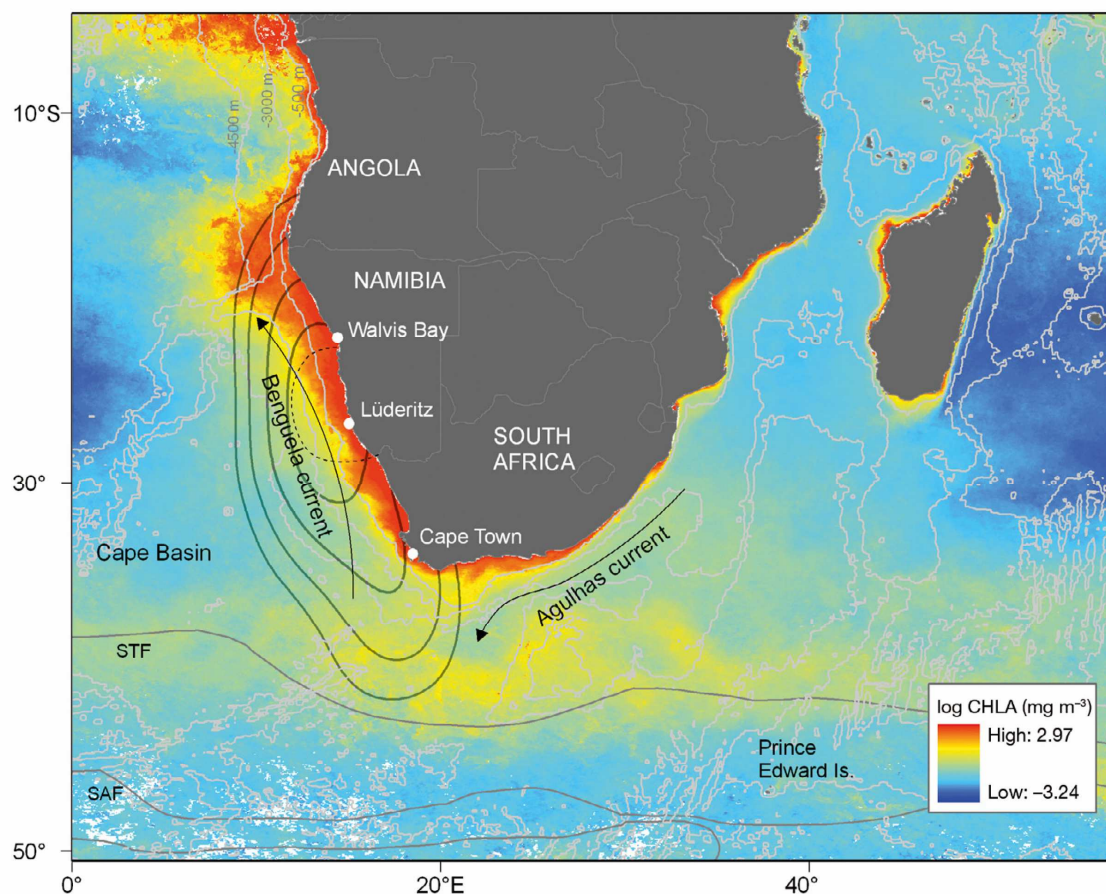 10°S
30°
50°
0°
20°E
40°
4500 m
-3000 m
-500 m
ANGOLA
NAMIBIA
Walvis Bay
Lüderitz
SOUTH
AFRICA
Cape Town
Benguela current
Agulhas current
Cape Basin
STF
SAF
Prince
Edward Is.
log CHLA (mg m⁻³)
High: 2.97
Low: –3.24